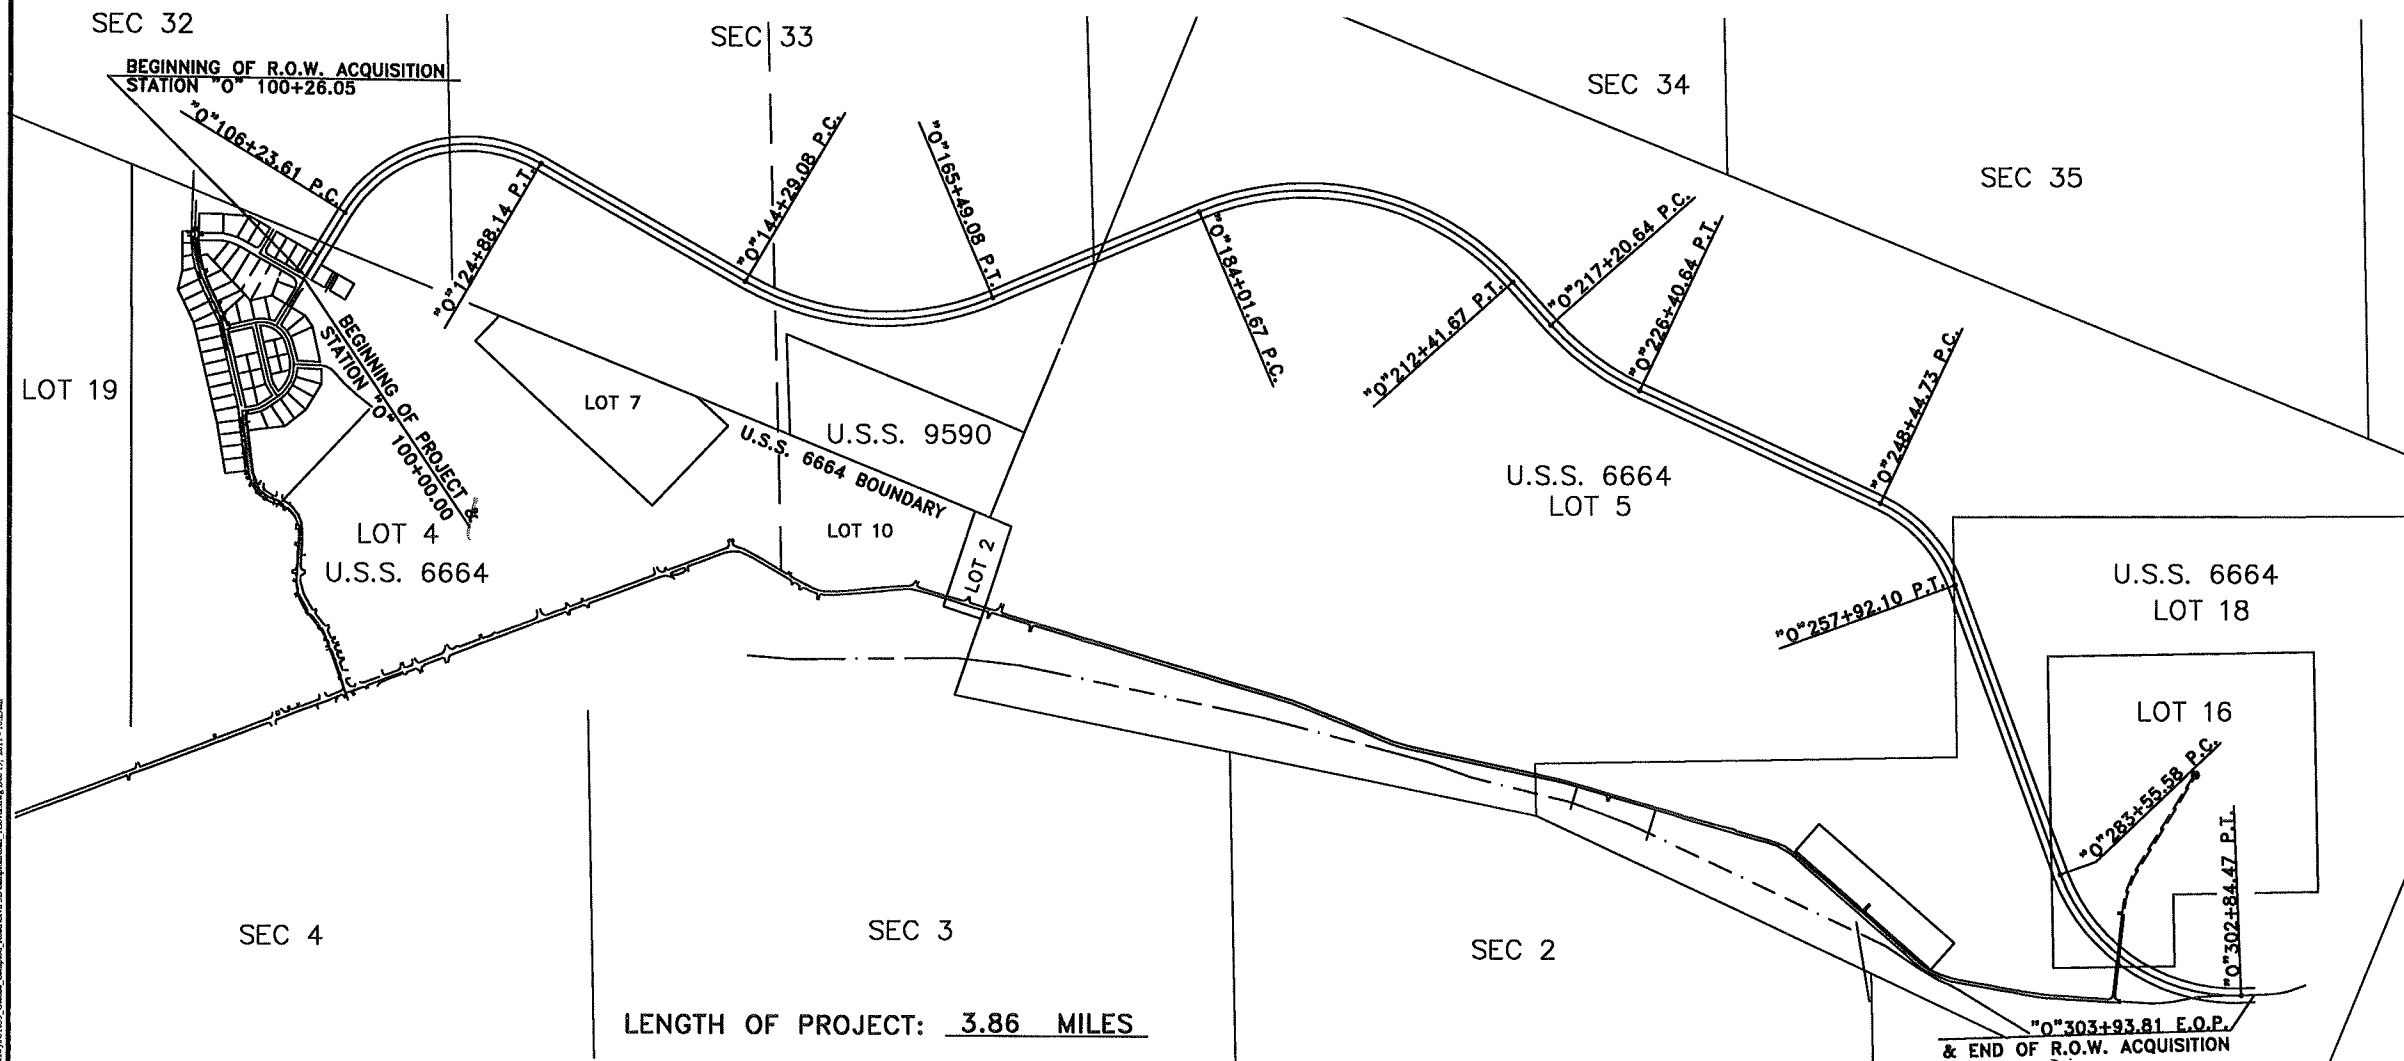 SEC 32
SEC 33
SEC 34
SEC 35
BEGINNING OF R.O.W. ACQUISITION
STATION "O" 100+26.05
"O"106+23.61 P.C.
"O"124+88.14 P.T.
"O"144+29.08 P.C.
"O"165+49.08 P.T.
"O"184+01.67 P.C.
"O"212+41.67 P.T.
"O"217+20.64 P.C.
"O"226+40.64 P.T.
"O"248+44.73 P.C.
"O"257+92.10 P.T.
"O"283+55.58 P.C.
"O"302+84.47 P.T.
BEGINNING OF PROJECT &
STATION "O" 100+00.00
LOT 19
LOT 7
U.S.S. 9590
U.S.S. 6664 BOUNDARY
LOT 10
LOT 2
LOT 4
U.S.S. 6664
U.S.S. 6664
LOT 5
U.S.S. 6664
LOT 18
LOT 16
SEC 4
SEC 3
SEC 2
LENGTH OF PROJECT: 3.86 MILES
"O"303+93.81 E.O.P.
& END OF R.O.W. ACQUISITION